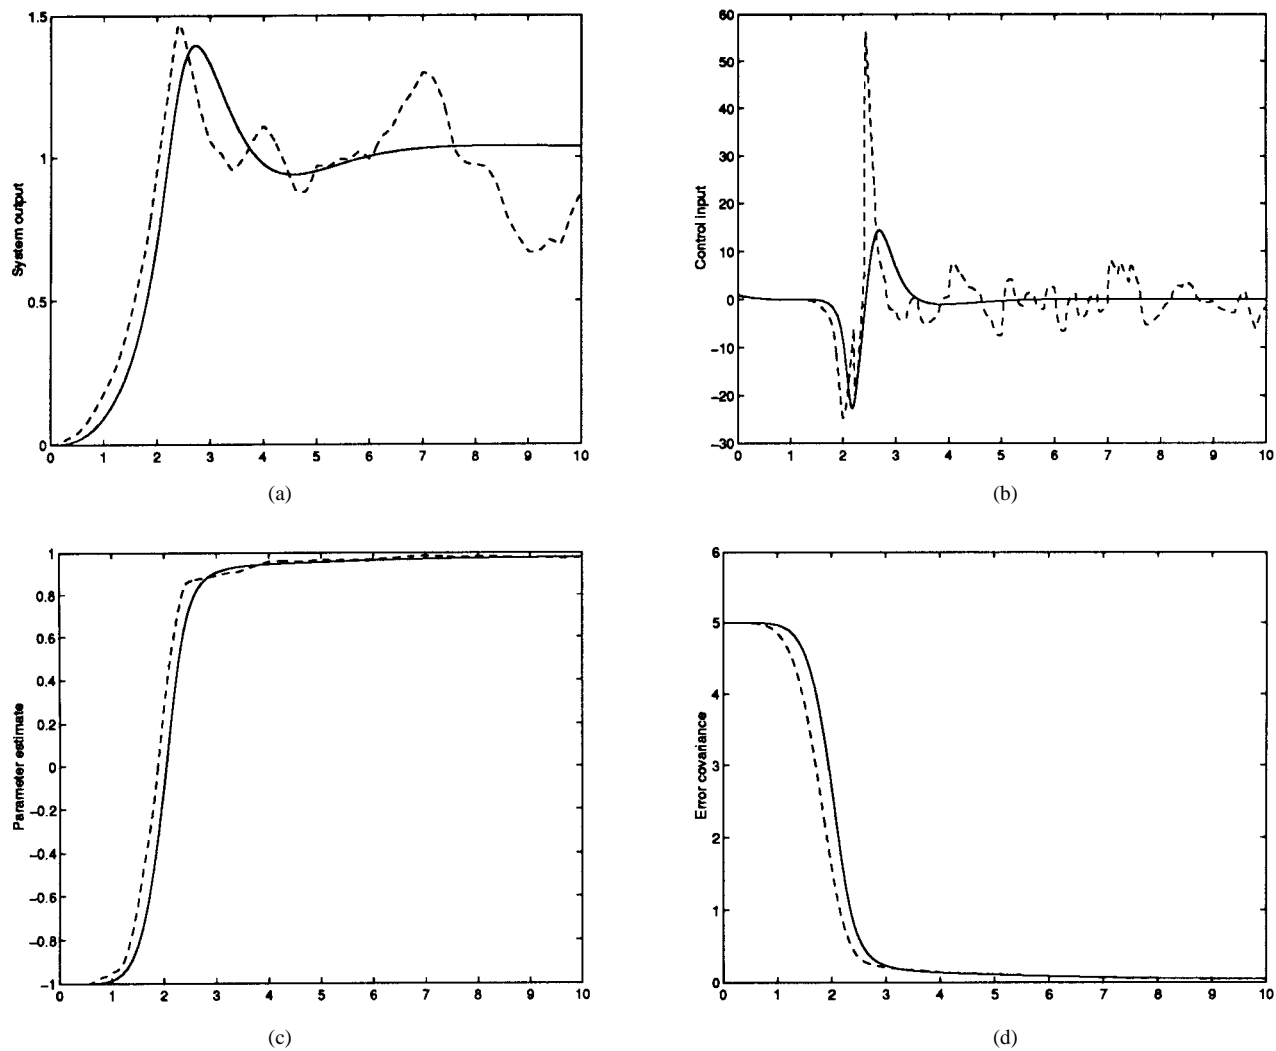 1.5
1
0.5
0
System output
0 1 2 3 4 5 6 7 8 9 10
(a)
60
50
40
30
20
10
0
−10
−20
−30
Control input
0 1 2 3 4 5 6 7 8 9 10
(b)
1
0.8
0.6
0.4
0.2
0
−0.2
−0.4
−0.6
−0.8
−1
Parameter estimate
0 1 2 3 4 5 6 7 8 9 10
(c)
6
5
4
3
2
1
0
Error covariance
0 1 2 3 4 5 6 7 8 9 10
(d)